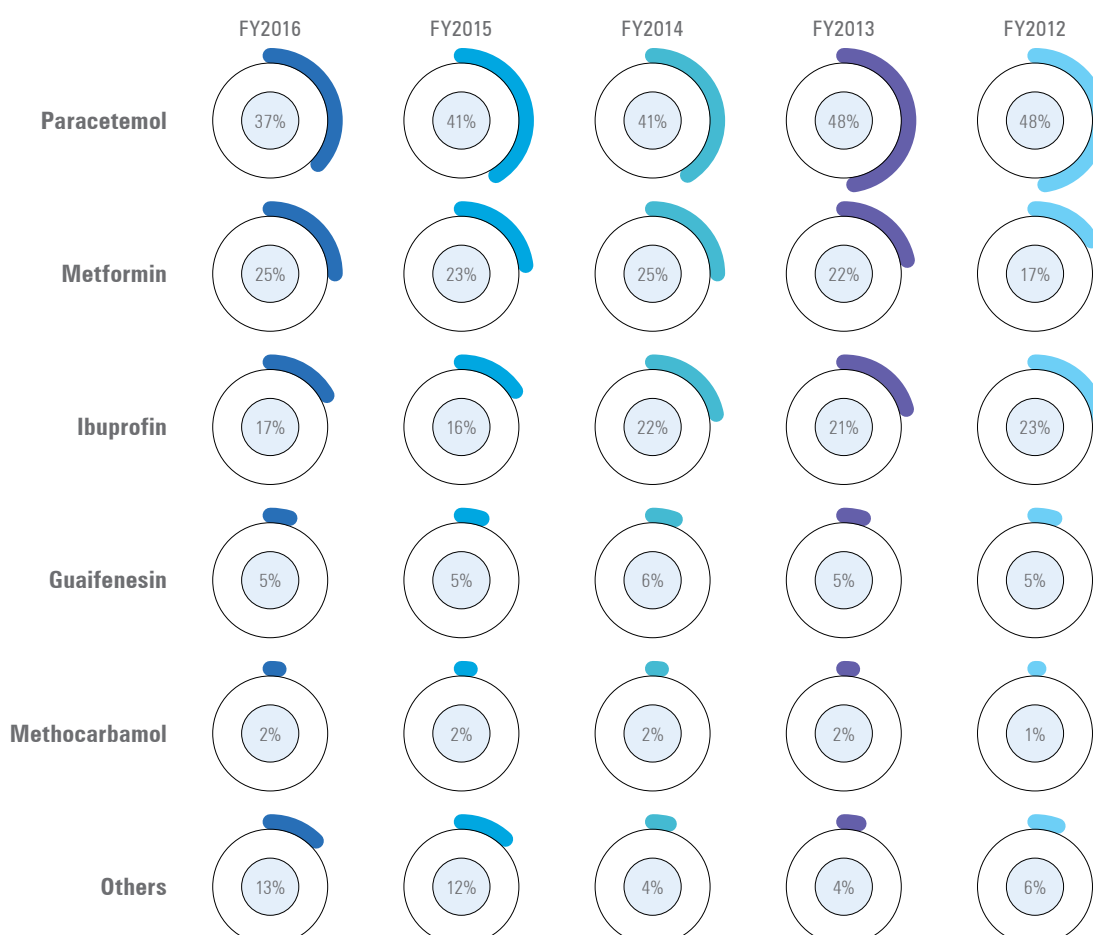 FY2016 FY2015 FY2014 FY2013 FY2012
Paracetemol 37% 41% 41% 48% 48%
Metformin 25% 23% 25% 22% 17%
Ibuprofin 17% 16% 22% 21% 23%
Guaifenesin 5% 5% 6% 5% 5%
Methocarbamol 2% 2% 2% 2% 1%
Others 13% 12% 4% 4% 6%